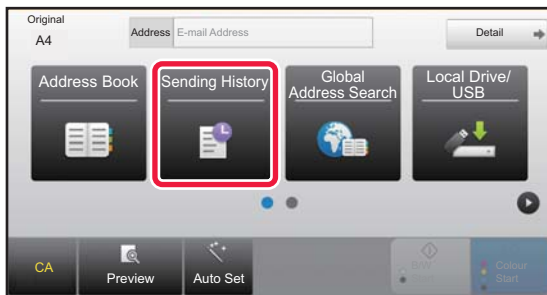 Original
A4
Address E-mail Address
Detail
Address Book
Sending History
Global
Address Search
Local Drive/
USB
CA
Preview
Auto Set
B/W
Start
Colour
Start